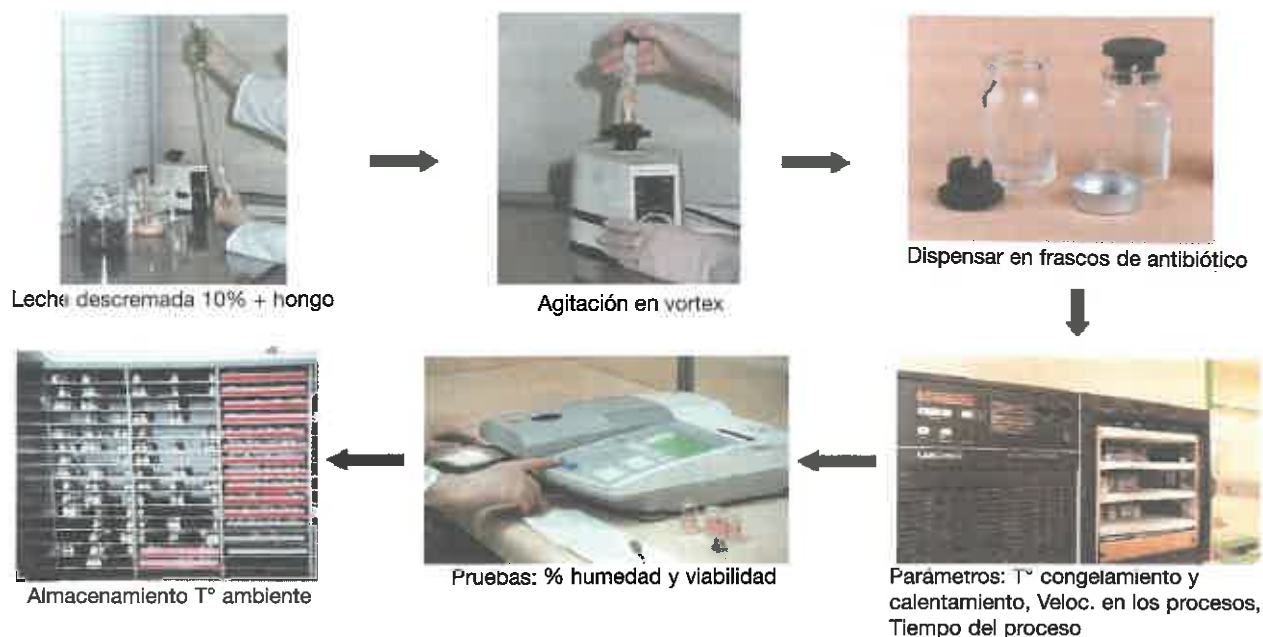 Leche descremada 10% + hongo
Agitación en vortex
Dispensar en frascos de antibiótico
Parámetros: T° congelamiento y
calentamiento, Veloc. en los procesos,
Tiempo del proceso
Pruebas: % humedad y viabilidad
Almacenamiento T° ambiente